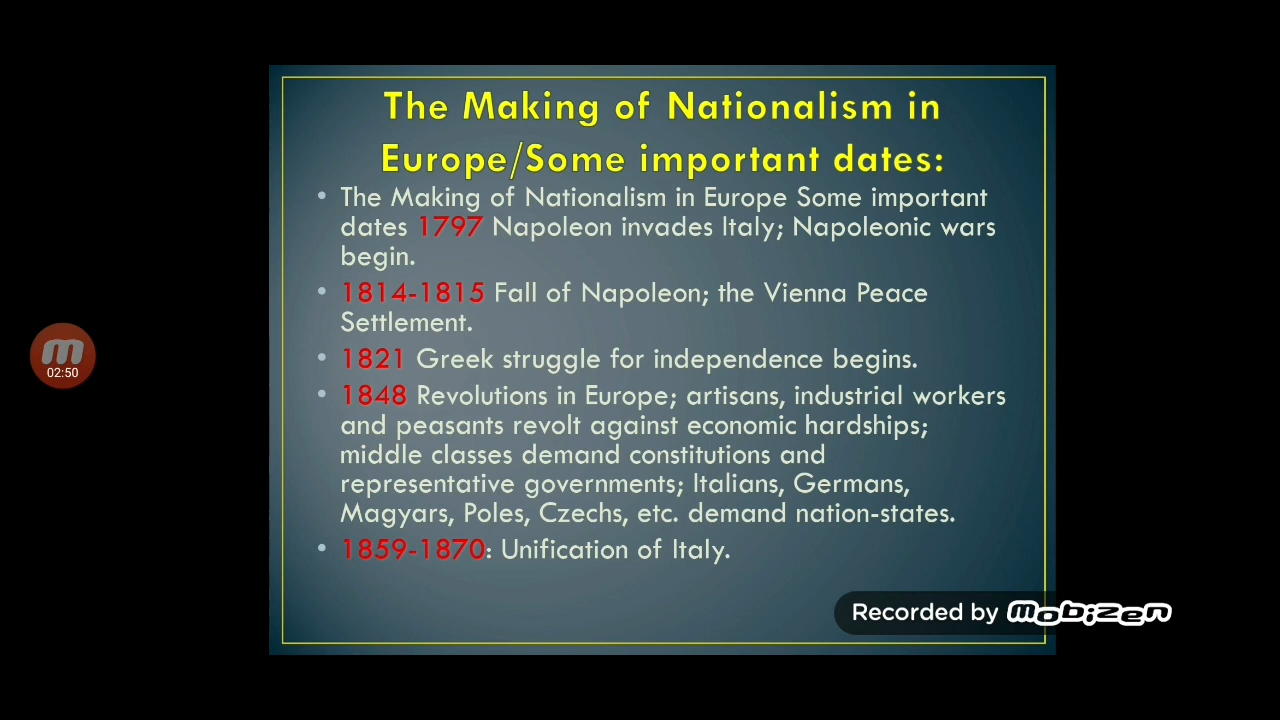 The Making of Nationalism in
Europe/Some important dates:
• The Making of Nationalism in Europe Some important
dates 1797 Napoleon invades Italy; Napoleonic wars
begin.
• 1814-1815 Fall of Napoleon; the Vienna Peace
Settlement.
• 1821 Greek struggle for independence begins.
• 1848 Revolutions in Europe; artisans, industrial workers
and peasants revolt against economic hardships;
middle classes demand constitutions and
representative governments; Italians, Germans,
Magyars, Poles, Czechs, etc. demand nation-states.
• 1859-1870: Unification of Italy.
m
02:50
Recorded by mobizen